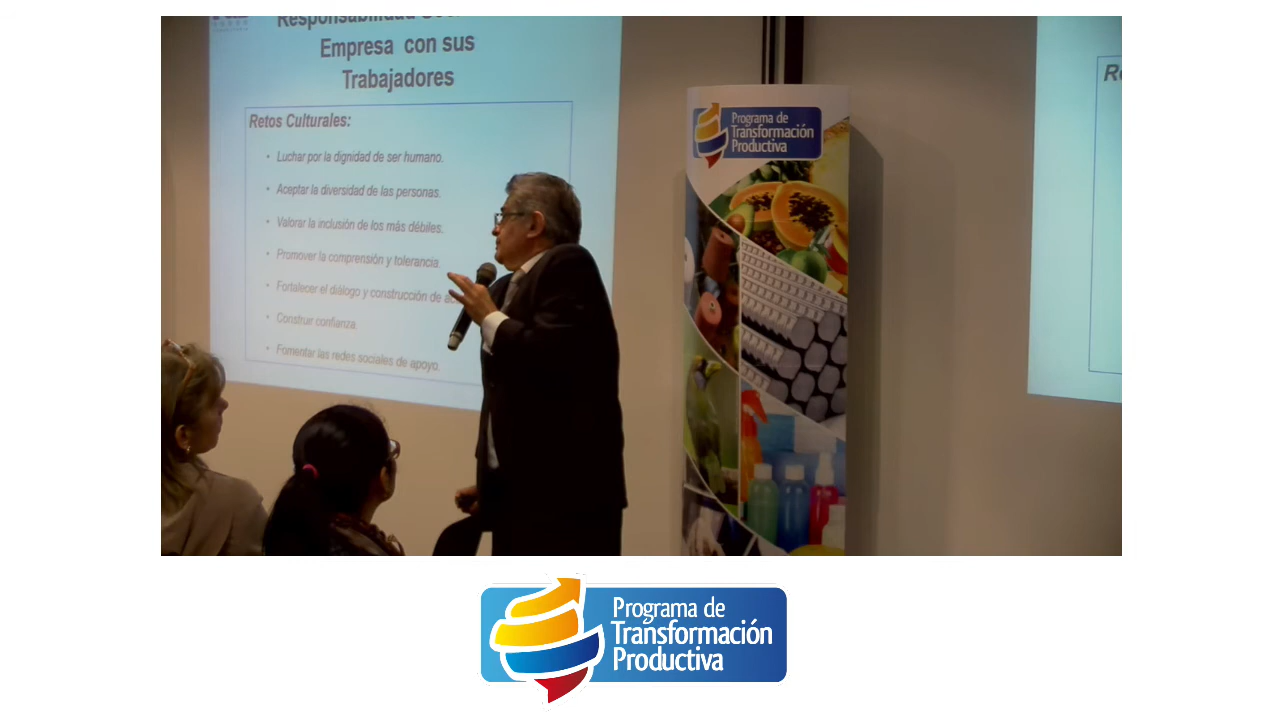 Responsabilidad
Empresa con sus
Trabajadores
Retos Culturales:
• Luchar por la dignidad de ser humano.
• Aceptar la diversidad de las personas.
• Valorar la inclusión de los más débiles.
• Promover la comprensión y tolerancia.
• Fortalecer el diálogo y construcción de
• Construir confianza.
• Fomentar las redes sociales de apoyo.
Programa de
Transformación
Productiva
Programa de
Transformación
Productiva